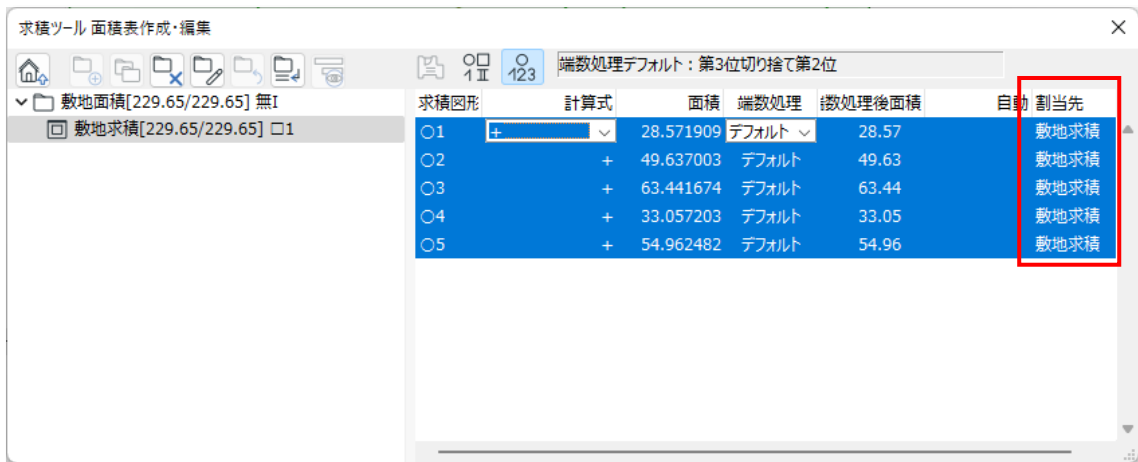 求積ツール 面積表作成・編集
端数処理デフォルト：第3位切り捨て第2位
敷地面積[229.65/229.65] 無I
敷地求積[229.65/229.65] □1
求積図形 計算式 面積 端数処理 数処理後面積 自動 割当先
○1 + 28.571909 デフォルト 28.57 敷地求積
○2 + 49.637003 デフォルト 49.63 敷地求積
○3 + 63.441674 デフォルト 63.44 敷地求積
○4 + 33.057203 デフォルト 33.05 敷地求積
○5 + 54.962482 デフォルト 54.96 敷地求積